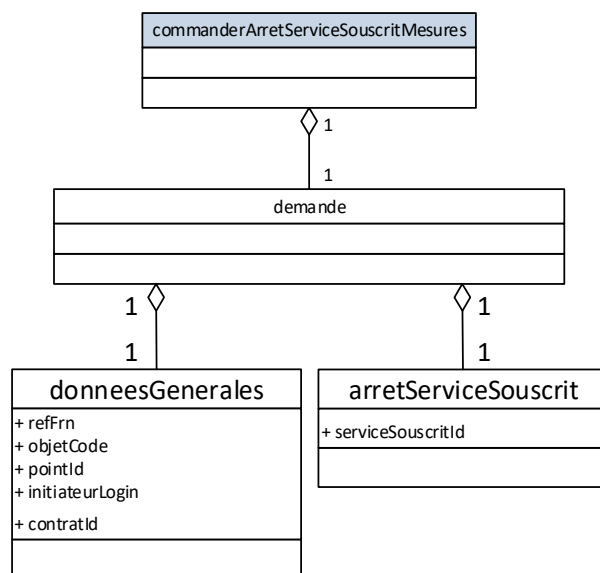 commanderArretServiceSouscritMesures
1
1
demande
1
1
1
1
donneesGenerales
+ refFrn
+ objetCode
+ pointId
+ initiateurLogin
+ contratId
arretServiceSouscrit
+ serviceSouscritId